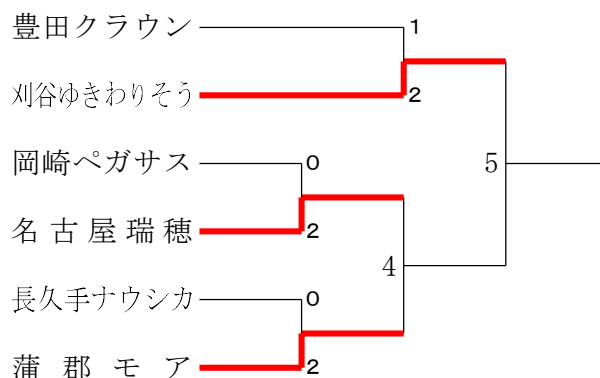 豊田クラウン
1
刈谷ゆきわりそう
2
岡崎ペガサス
0
5
名古屋瑞穂
2
4
長久手ナウシカ
0
蒲郡モア
2